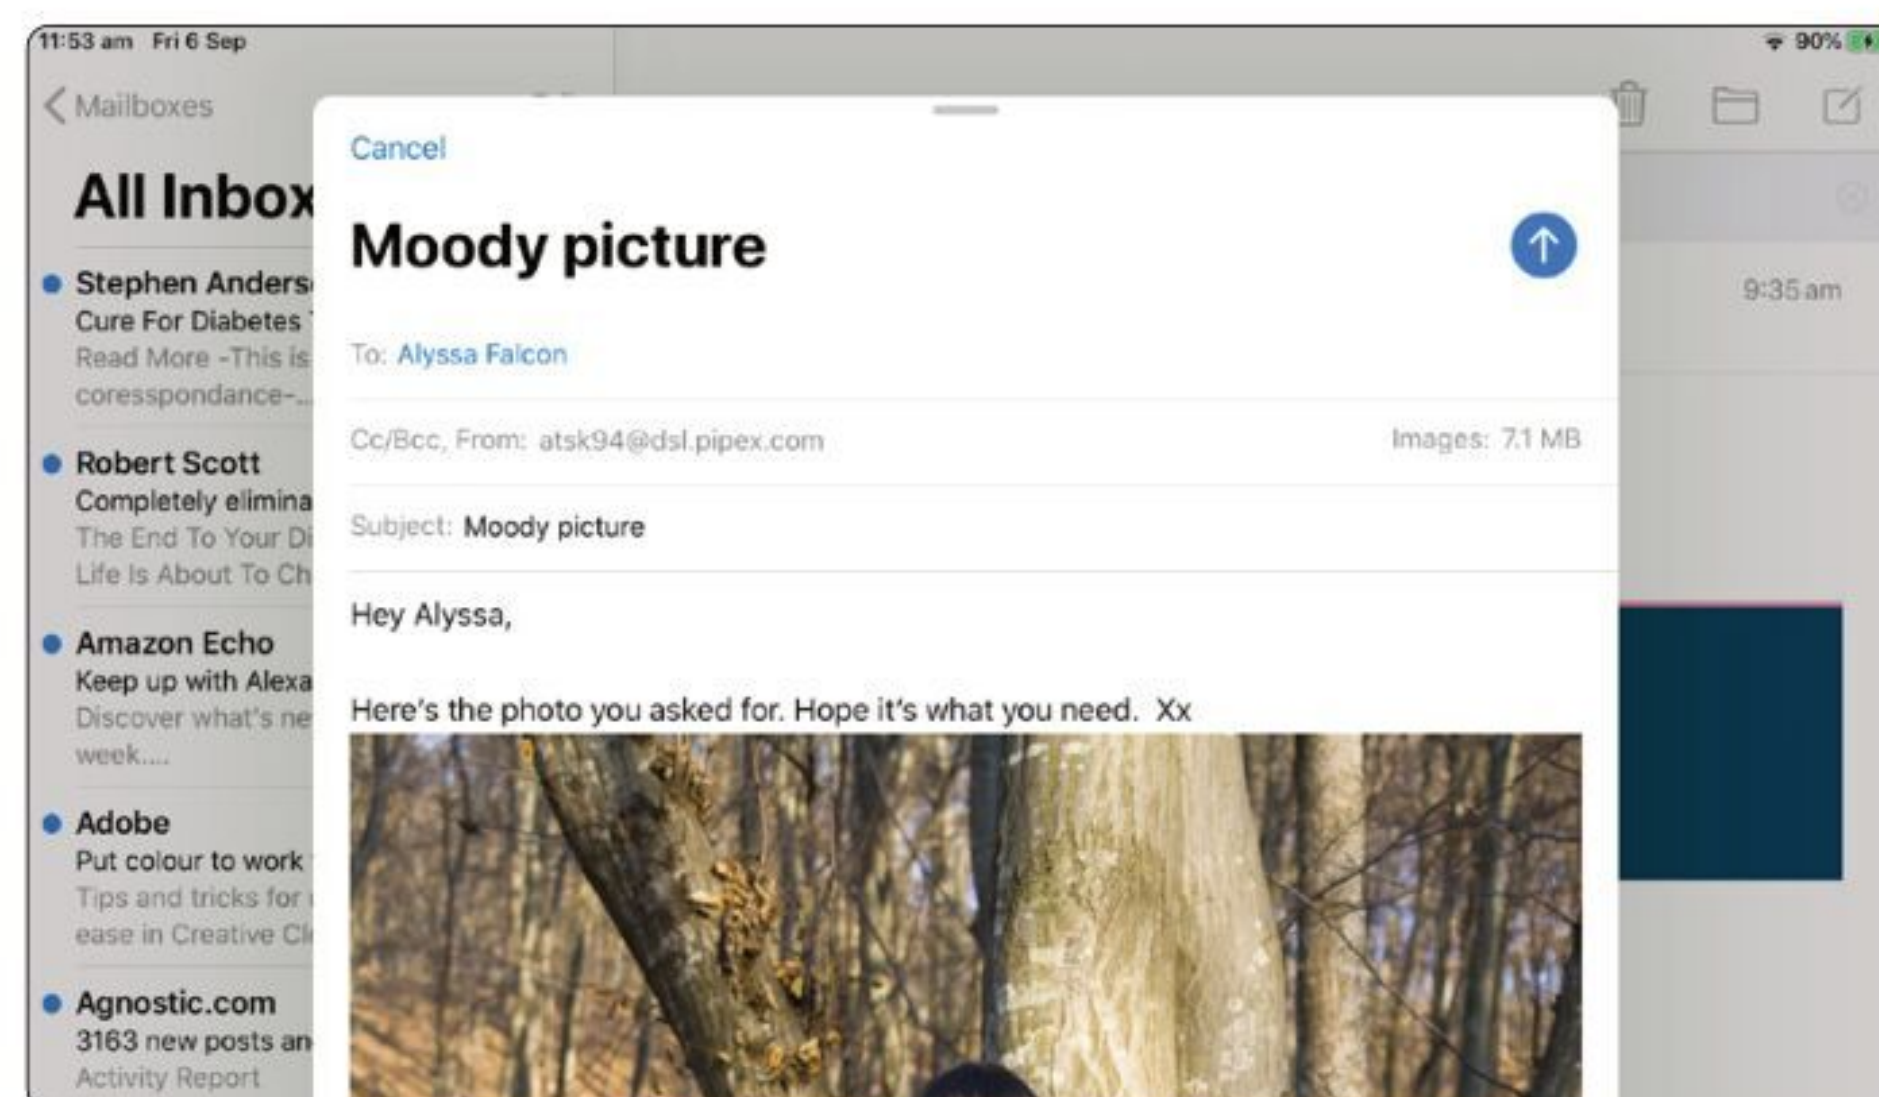 11:53 am Fri 6 Sep
90%
Mailboxes
All Inbox
Stephen Anders
Cure For Diabetes
Read More -This is
coresspondance-...
Robert Scott
Completely elimina
The End To Your Di
Life Is About To Ch
Amazon Echo
Keep up with Alexa
Discover what's ne
week....
Adobe
Put colour to work
Tips and tricks for
ease in Creative Clo
Agnostic.com
3163 new posts an
Activity Report
Cancel
Moody picture
To: Alyssa Falcon
Cc/Bcc, From: atsk94@dsl.pipex.com
Images: 7.1 MB
Subject: Moody picture
Hey Alyssa,
Here's the photo you asked for. Hope it's what you need. Xx
9:35 am